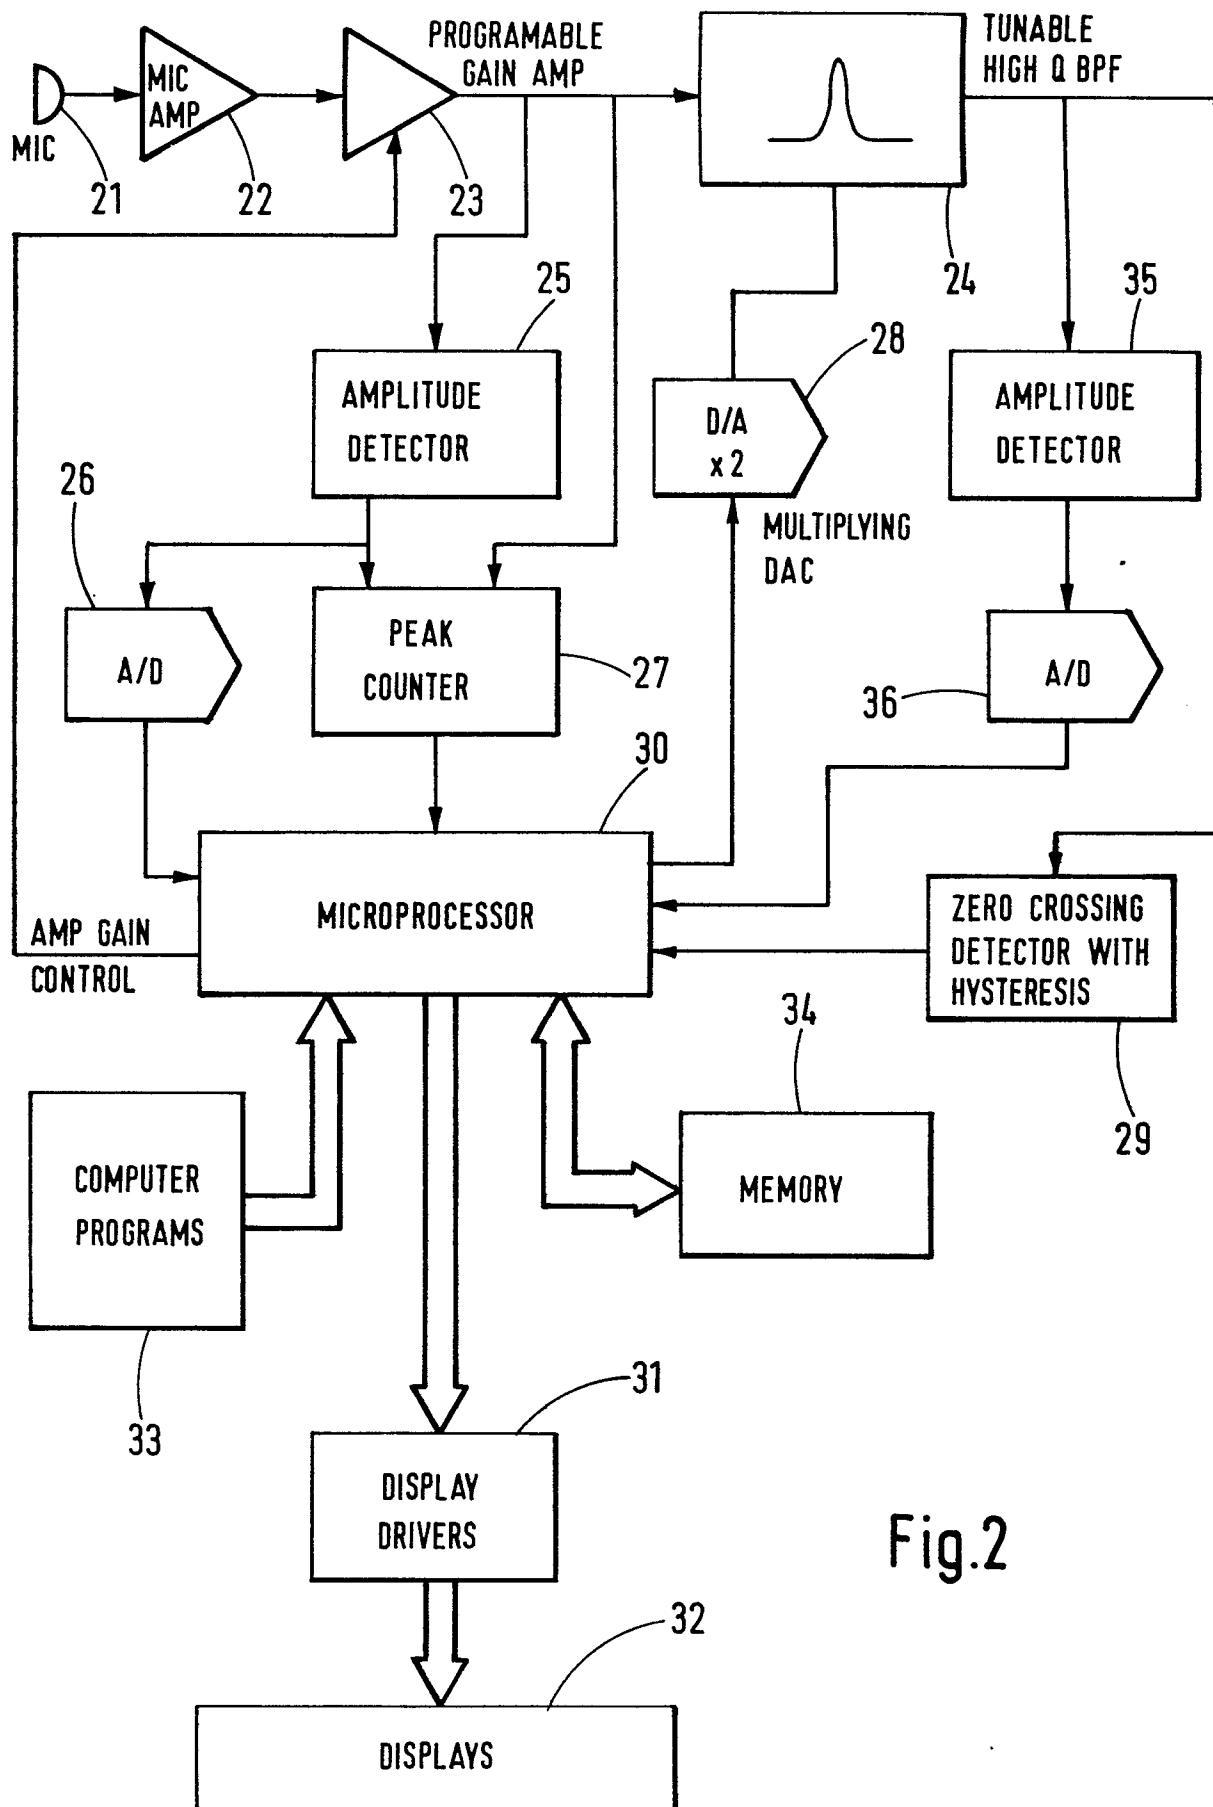 PROGRAMABLE
GAIN AMP
TUNABLE
HIGH Q BPF
MIC
AMP
MIC
21
22
23
24
25
35
28
AMPLITUDE
DETECTOR
D/A
x 2
AMPLITUDE
DETECTOR
26
MULTIPLYING
DAC
A/D
PEAK
COUNTER
27
A/D
36
30
MICROPROCESSOR
AMP GAIN
CONTROL
ZERO CROSSING
DETECTOR WITH
HYSTERESIS
34
29
COMPUTER
PROGRAMS
MEMORY
33
31
DISPLAY
DRIVERS
Fig.2
32
DISPLAYS